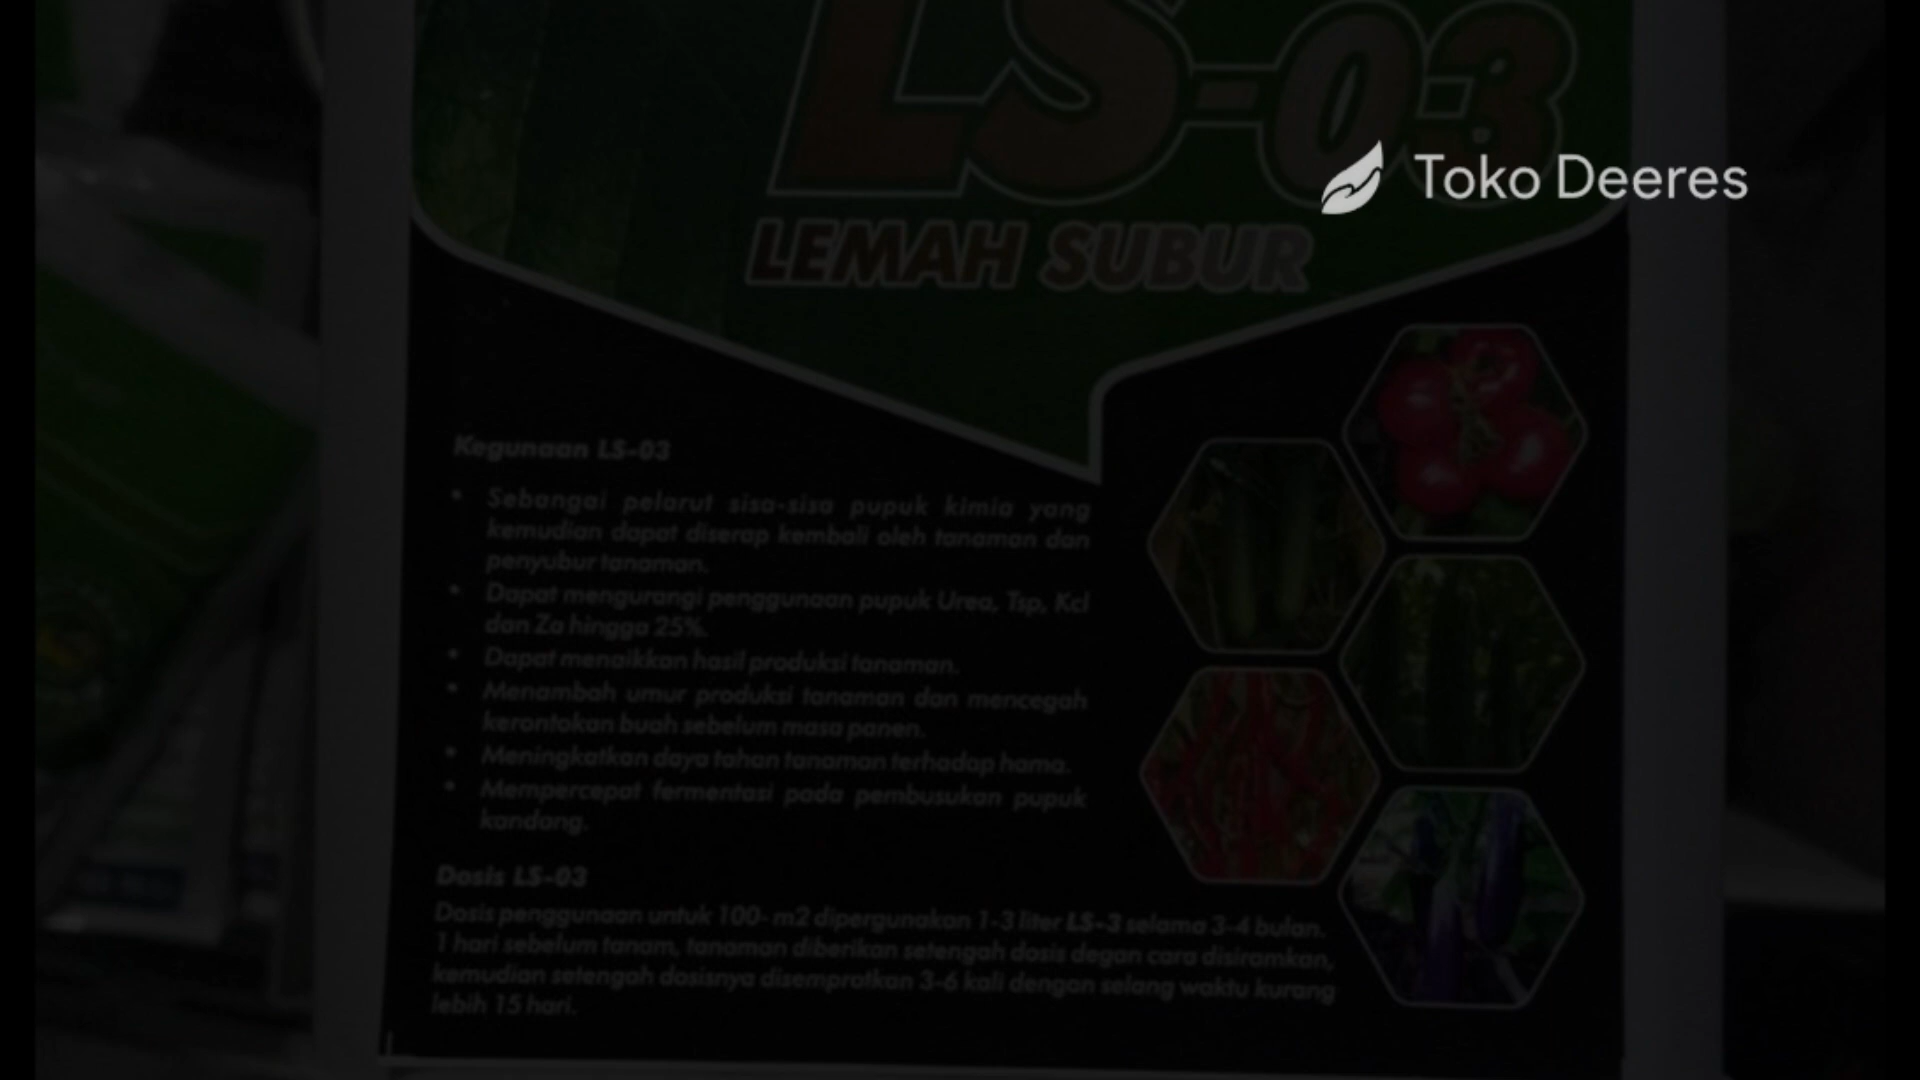 LS-03
Toko Deeres
LEMAH SUBUR
Kegunaan LS-03
• Sebangai pelarut sisa-sisa pupuk kimia yang
kemudian dapat diserap kembali oleh tanaman dan
penyubur tanaman.
• Dapat mengurangi penggunaan pupuk Urea, Tsp, Kcl
dan Za hingga 25%.
• Dapat menaikkan hasil produksi tanaman.
• Menambah umur produksi tanaman dan mencegah
kerontokan buah sebelum masa panen.
• Meningkatkan daya tahan tanaman terhadap hama.
• Mempercepat fermentasi pada pembusukan pupuk
kandang.
Dosis LS-03
Dosis penggunaan untuk 100- m2 dipergunakan 1-3 liter LS-3 selama 3-4 bulan.
1 hari sebelum tanam, tanaman diberikan setengah dosis degan cara disiramkan,
kemudian setengah dosisnya disemprotkan 3-6 kali dengan selang waktu kurang
lebih 15 hari.